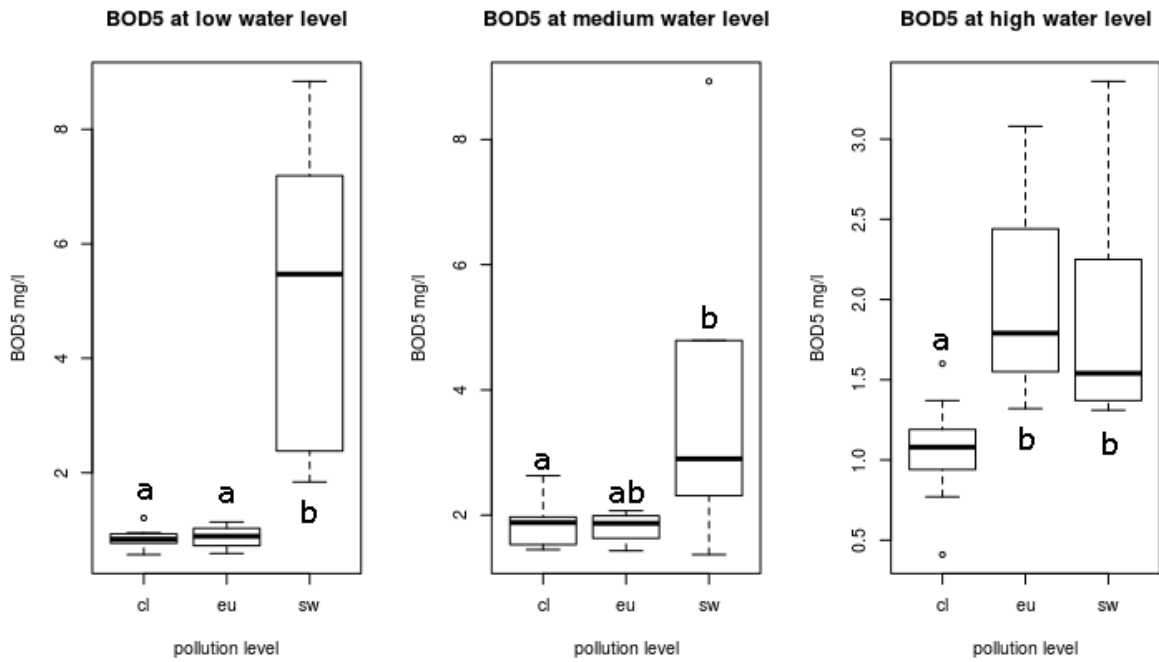 BOD5 at low water level
BOD5 mg/l
8
6
4
2
a
a
b
cl
eu
sw
pollution level
BOD5 at medium water level
BOD5 mg/l
8
6
4
2
a
ab
b
cl
eu
sw
pollution level
BOD5 at high water level
BOD5 mg/l
3.0
2.5
2.0
1.5
1.0
0.5
a
b
b
cl
eu
sw
pollution level